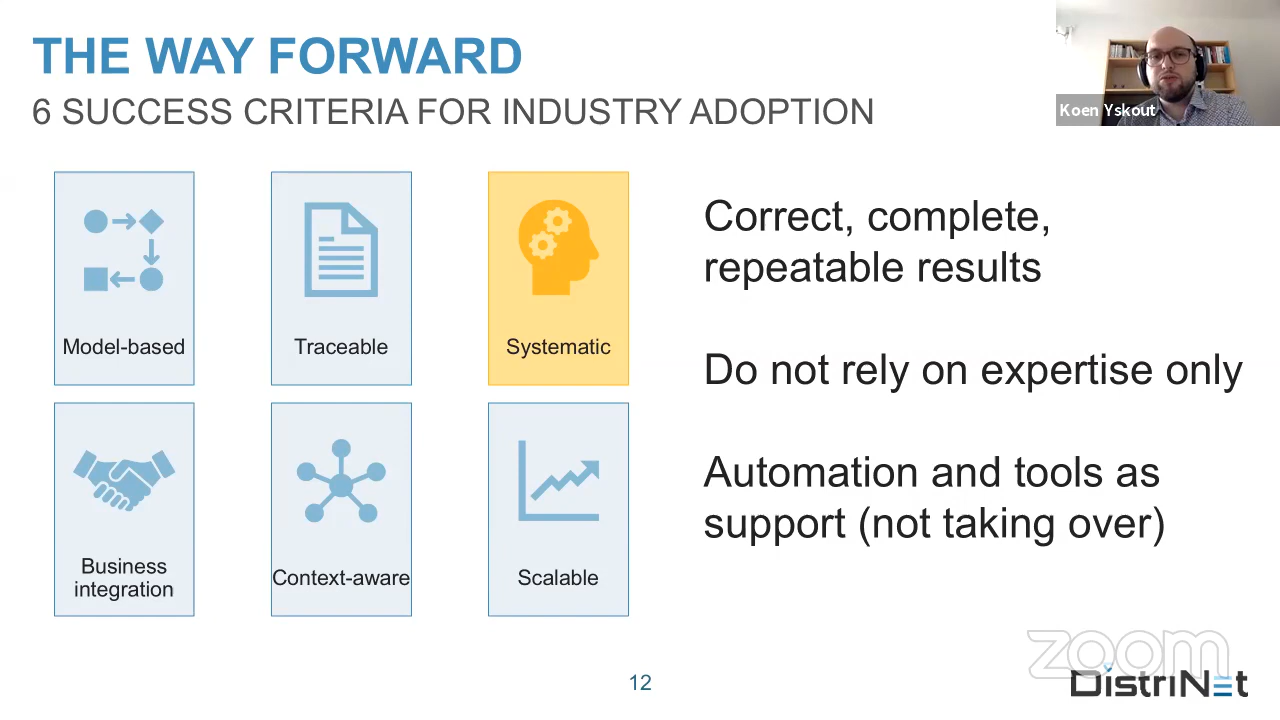 THE WAY FORWARD
6 SUCCESS CRITERIA FOR INDUSTRY ADOPTION
Koen Yskout
Model-based
Traceable
Systematic
Business
integration
Context-aware
Scalable
Correct, complete,
repeatable results
Do not rely on expertise only
Automation and tools as
support (not taking over)
zoom
DistriNet
12